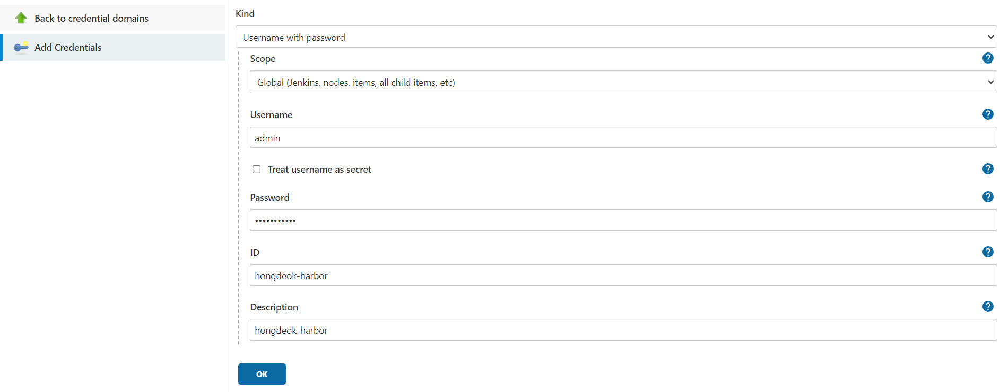 Back to credential domains
Add Credentials
Kind
Username with password
Scope
?
Global (Jenkins, nodes, items, all child items, etc)
Username
?
admin
Treat username as secret
?
Password
?
•••••••••••
ID
?
hongdeok-harbor
Description
?
hongdeok-harbor
OK